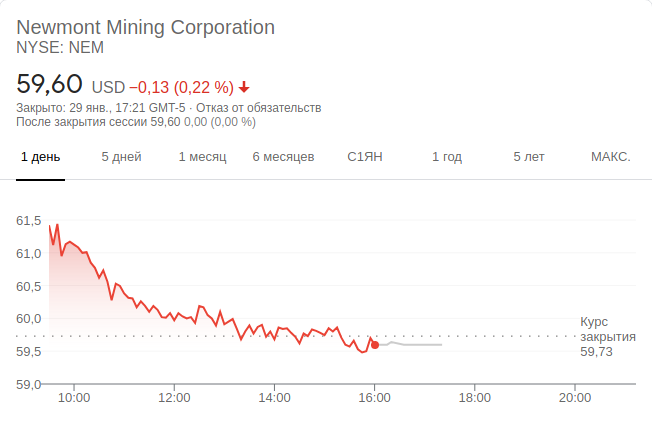 Newmont Mining Corporation
NYSE: NEM
59,60 USD −0,13 (0,22 %)
Закрыто: 29 янв., 17:21 GMT-5 · Отказ от обязательств
После закрытия сессии 59,60 0,00 (0,00 %)
1 день 5 дней 1 месяц 6 месяцев С1ЯН 1 год 5 лет МАКС.
61,5
61,0
60,5
60,0
Курс
закрытия
59,73
59,5
59,0
10:00 12:00 14:00 16:00 18:00 20:00